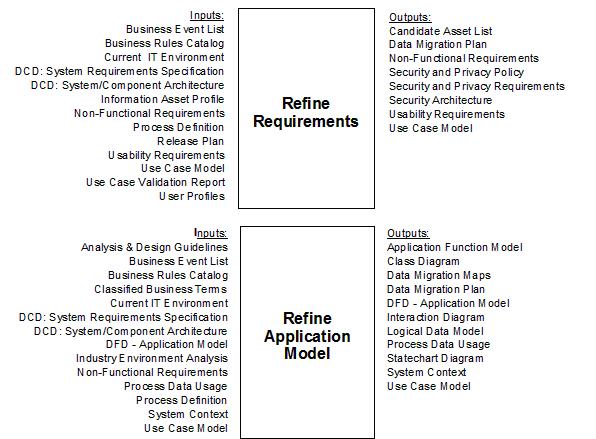 Inputs:
Business Event List
Business Rules Catalog
Current IT Environment
DCD: System Requirements Specification
DCD: System/Component Architecture
Information Asset Profile
Non-Functional Requirements
Process Definition
Release Plan
Usability Requirements
Use Case Model
Use Case Validation Report
User Profiles
Refine
Requirements
Outputs:
Candidate Asset List
Data Migration Plan
Non-Functional Requirements
Security and Privacy Policy
Security and Privacy Requirements
Security Architecture
Usability Requirements
Use Case Model
Inputs:
Analysis & Design Guidelines
Business Event List
Business Rules Catalog
Classified Business Terms
Current IT Environment
DCD: System Requirements Specification
DCD: System/Component Architecture
DFD - Application Model
Industry Environment Analysis
Non-Functional Requirements
Process Data Usage
Process Definition
System Context
Use Case Model
Refine
Application
Model
Outputs:
Application Function Model
Class Diagram
Data Migration Maps
Data Migration Plan
DFD - Application Model
Interaction Diagram
Logical Data Model
Process Data Usage
Statechart Diagram
System Context
Use Case Model